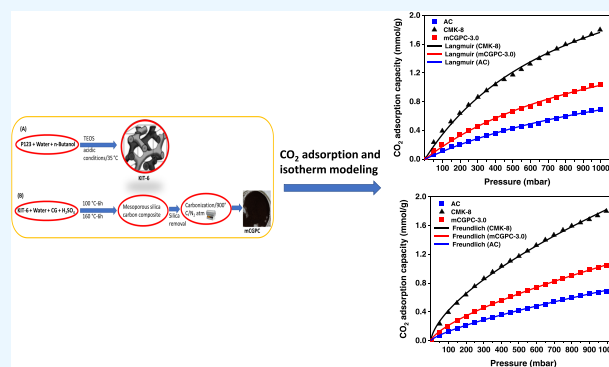 (A)
P123 + Water + n-Butanol
TEOS
acidic
conditions/35 °C
KIT-6
(B)
KIT-6 + Water + CG + H₂SO₄
100 °C-6h
160 °C-6h
Mesoporous silica
carbon composite
Silica
removal
Carbonization/900°
C/N₂ atm
mCGPC
CO₂ adsorption and
isotherm modeling
CO₂ adsorption capacity (mmol/g)
2.0
1.6
1.2
0.8
0.4
0.0
AC
CMK-8
mCGPC-3.0
Langmuir (CMK-8)
Langmuir (mCGPC-3.0)
Langmuir (AC)
100 200 300 400 500 600 700 800 900 1000
Pressure (mbar)
CO₂ adsorption capacity (mmol/g)
2.0
1.6
1.2
0.8
0.4
0.0
AC
CMK-8
mCGPC-3.0
Freundlich (CMK-8)
Freundlich (mCGPC-3.0)
Freundlich (AC)
100 200 300 400 500 600 700 800 900 1000
Pressure (mbar)